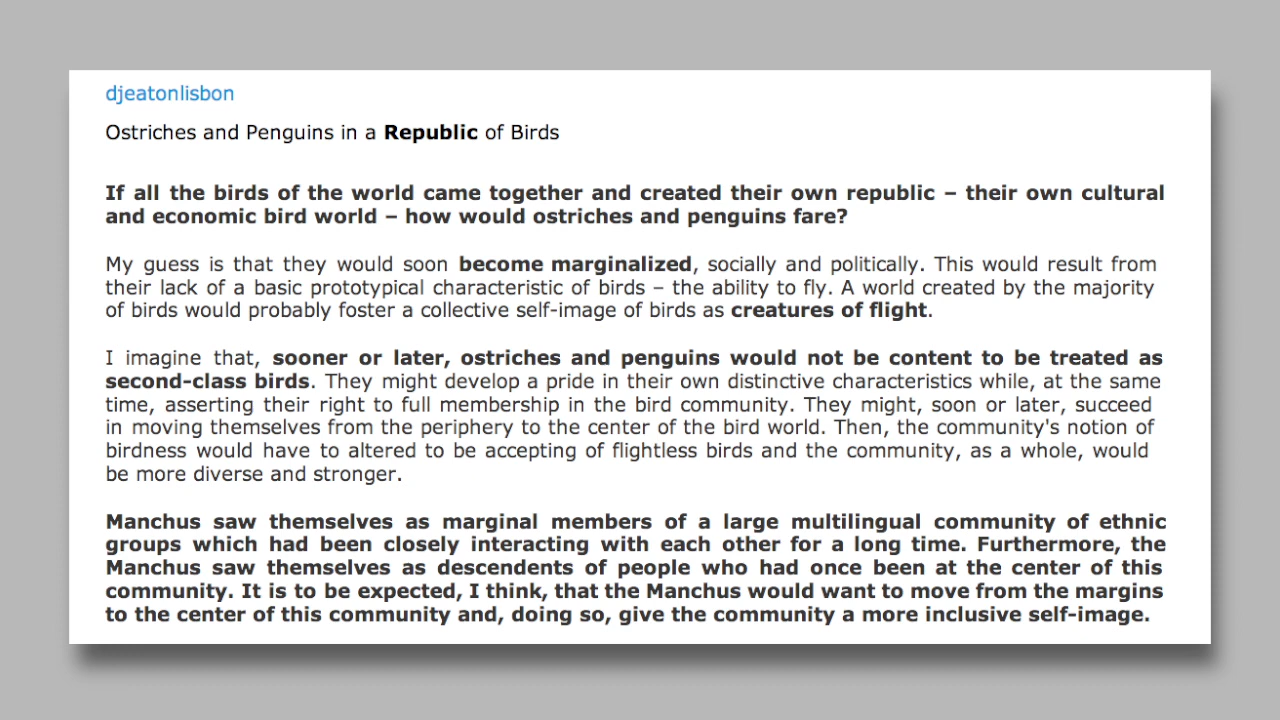 djeatonlisbon
Ostriches and Penguins in a Republic of Birds
If all the birds of the world came together and created their own republic – their own cultural
and economic bird world – how would ostriches and penguins fare?
My guess is that they would soon become marginalized, socially and politically. This would result from
their lack of a basic prototypical characteristic of birds – the ability to fly. A world created by the majority
of birds would probably foster a collective self-image of birds as creatures of flight.
I imagine that, sooner or later, ostriches and penguins would not be content to be treated as
second-class birds. They might develop a pride in their own distinctive characteristics while, at the same
time, asserting their right to full membership in the bird community. They might, soon or later, succeed
in moving themselves from the periphery to the center of the bird world. Then, the community's notion of
birdness would have to altered to be accepting of flightless birds and the community, as a whole, would
be more diverse and stronger.
Manchus saw themselves as marginal members of a large multilingual community of ethnic
groups which had been closely interacting with each other for a long time. Furthermore, the
Manchus saw themselves as descendents of people who had once been at the center of this
community. It is to be expected, I think, that the Manchus would want to move from the margins
to the center of this community and, doing so, give the community a more inclusive self-image.